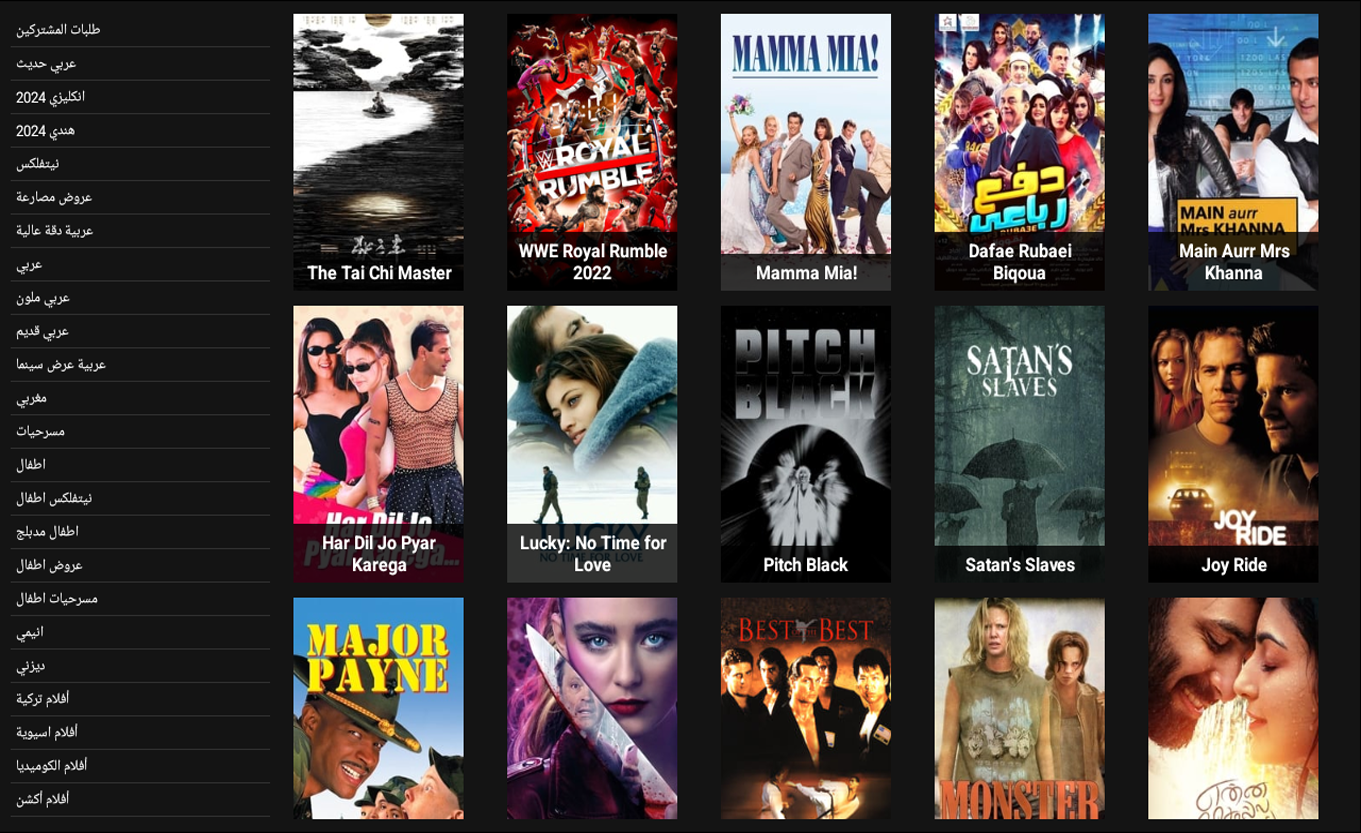 طلبات المشتركين
عربي حديث
انكليزي 2024
هندي 2024
نيتفلكس
عروض مصارعة
عربية دقة عالية
عربي
عربي ملون
عربي قديم
عربية عرض سينما
مغربي
مسرحيات
اطفال
نيتفلكس اطفال
اطفال مدبلج
عروض اطفال
مسرحيات اطفال
انيمي
ديزني
أفلام تركية
أفلام اسيوية
أفلام الكوميديا
أفلام أكشن
The Tai Chi Master
ROYAL
RUMBLE
WWE Royal Rumble
2022
MAMMA MIA!
Mamma Mia!
دفع
رباعي
Dafae Rubaei
Biqoua
MAIN aurr
Mrs KHANNA
Main Aurr Mrs
Khanna
Har Dil Jo
Pyar Karega...
Har Dil Jo Pyar
Karega
LUCKY
NO TIME FOR LOVE
Lucky: No Time for
Love
PITCH
BLACK
Pitch Black
SATAN'S
SLAVES
Satan's Slaves
JOY
RIDE
Joy Ride
MAJOR
PAYNE
BEST OF THE BEST
MONSTER